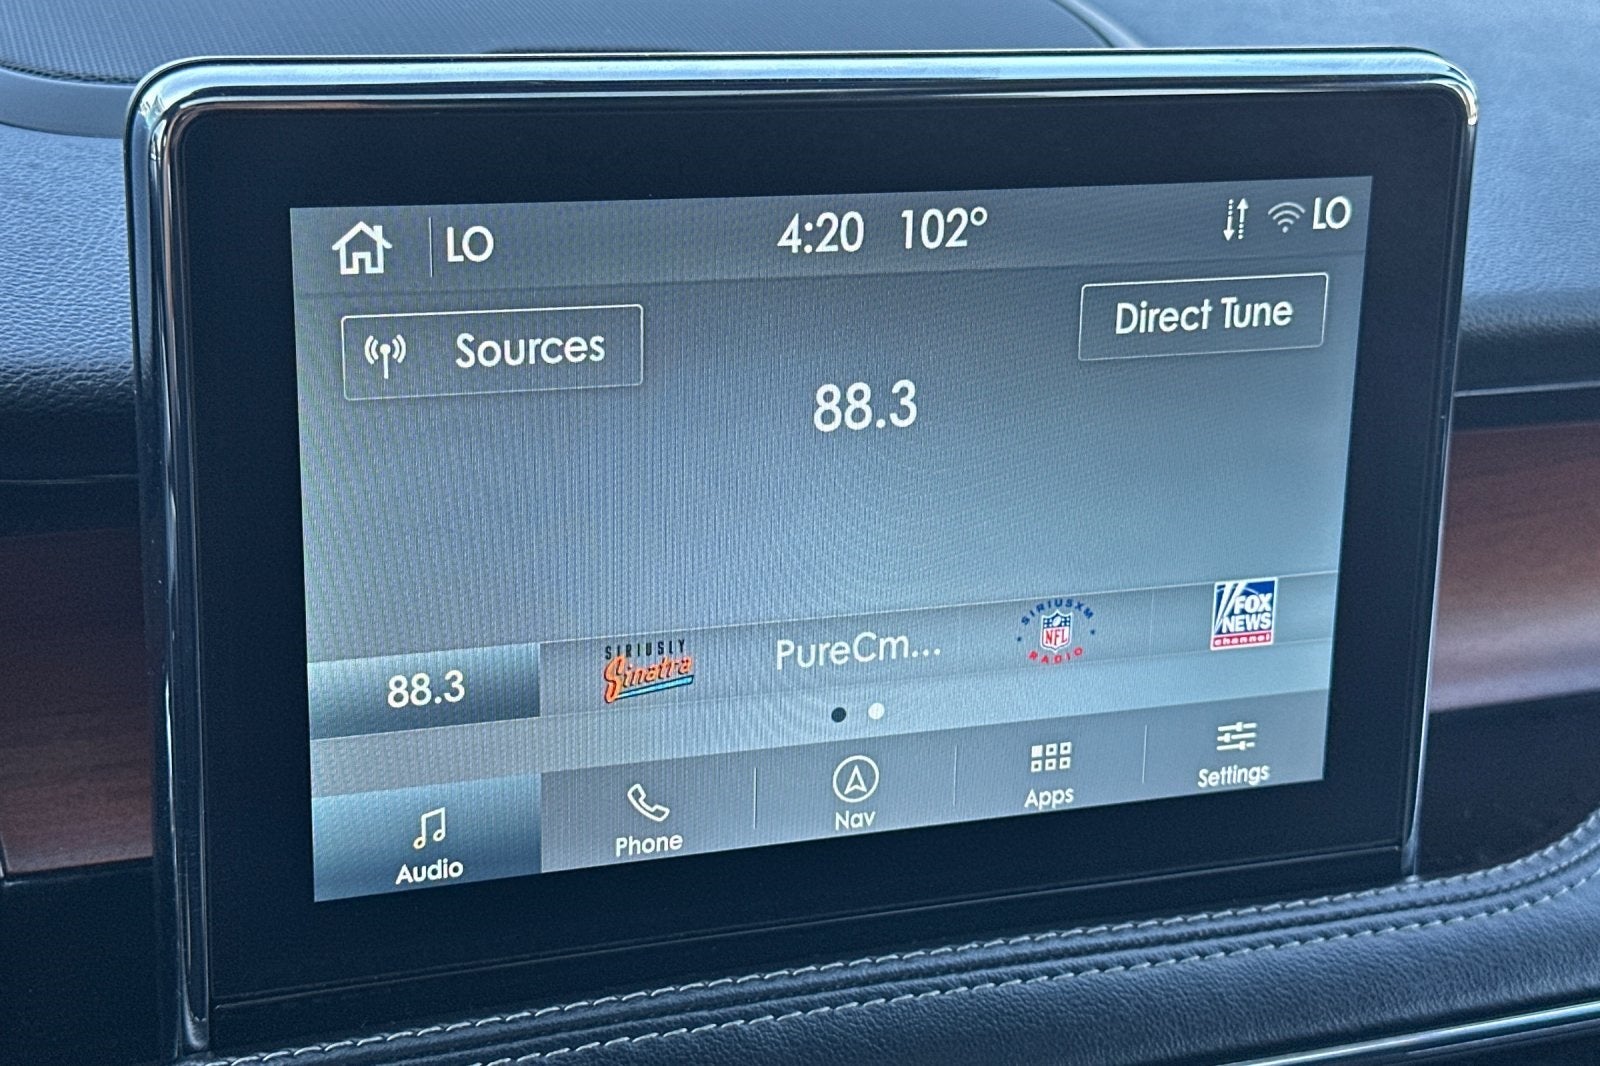 LO 4:20 102° LO
Sources
Direct Tune
88.3
88.3
SIRIUSLY
Sinatra
PureCm...
SIRIUSXM
NFL
RADIO
FOX
NEWS
channel
Audio
Phone
Nav
Apps
Settings